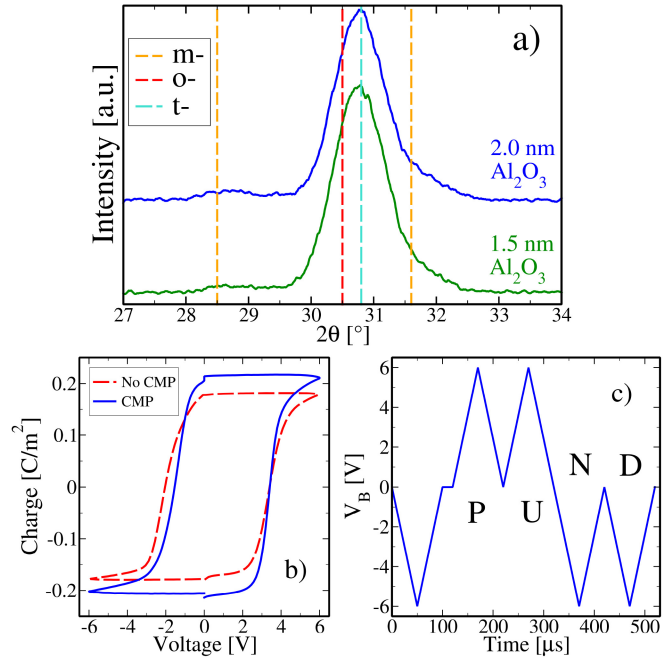 a)
m-
o-
t-
Intensity [a.u.]
2.0 nm
Al₂O₃
1.5 nm
Al₂O₃
27 28 29 30 31 32 33 34
2θ [°]
No CMP
CMP
0.2
0.1
0
-0.1
-0.2
Charge [C/m²]
b)
-6 -4 -2 0 2 4 6
Voltage [V]
c)
6
4
2
0
-2
-4
-6
V_B [V]
N D
P U
0 100 200 300 400 500
Time [μs]